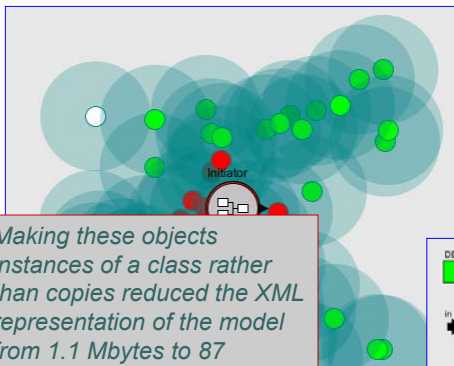 Initiator
Making these objects
instances of a class rather
than copies reduced the XML
representation of the model
from 1.1 Mbytes to 87
in